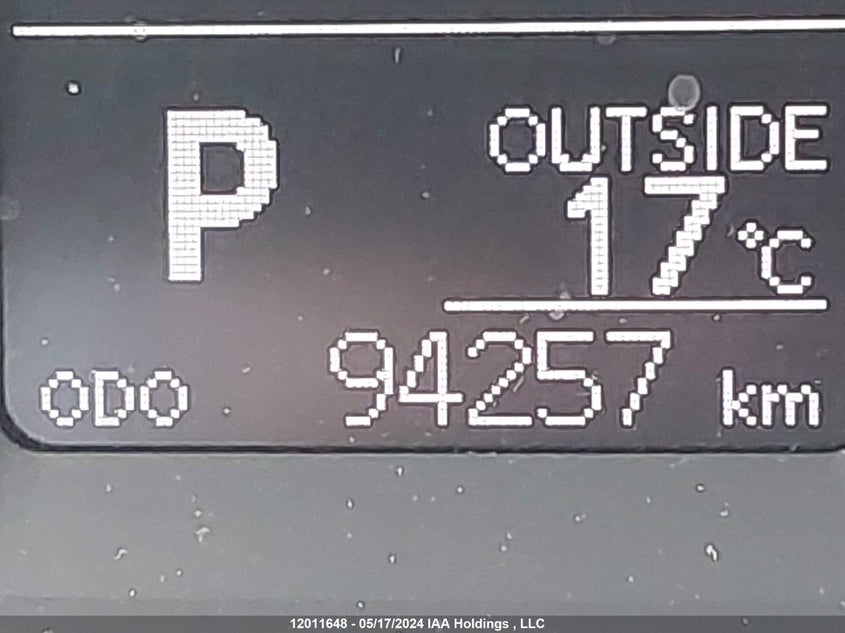 P
OUTSIDE
17 °C
ODO 94257 km
12011648 - 05/17/2024 IAA Holdings , LLC